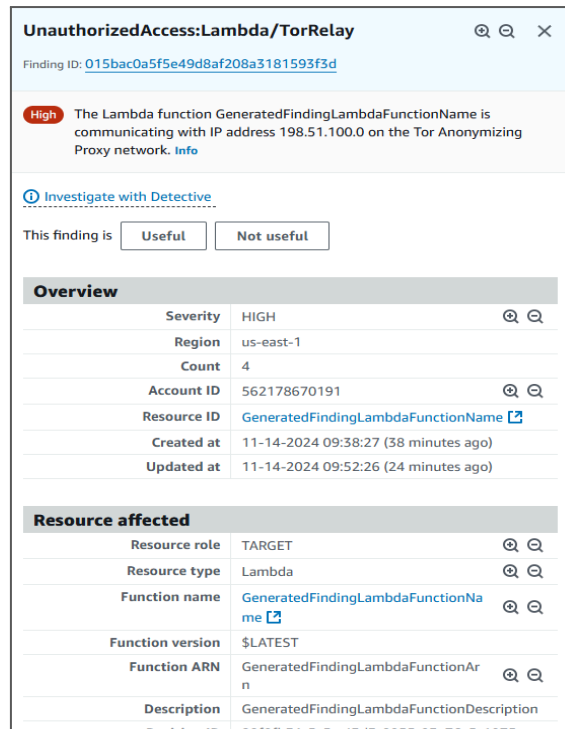 UnauthorizedAccess:Lambda/TorRelay
Finding ID: 015bac0a5f5e49d8af208a3181593f3d
High The Lambda function GeneratedFindingLambdaFunctionName is
communicating with IP address 198.51.100.0 on the Tor Anonymizing
Proxy network. Info
Investigate with Detective
This finding is Useful Not useful
Overview
Severity HIGH
Region us-east-1
Count 4
Account ID 562178670191
Resource ID GeneratedFindingLambdaFunctionName
Created at 11-14-2024 09:38:27 (38 minutes ago)
Updated at 11-14-2024 09:52:26 (24 minutes ago)
Resource affected
Resource role TARGET
Resource type Lambda
Function name GeneratedFindingLambdaFunctionNa
me
Function version $LATEST
Function ARN GeneratedFindingLambdaFunctionAr
n
Description GeneratedFindingLambdaFunctionDescription